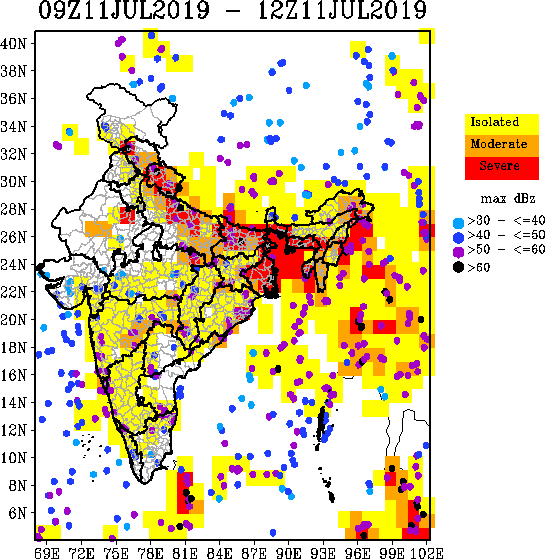 09Z11JUL2019 - 12Z11JUL2019
40N
38N
36N
34N
32N
30N
28N
26N
24N
22N
20N
18N
16N
14N
12N
10N
8N
6N
69E 72E 75E 78E 81E 84E 87E 90E 93E 96E 99E 102E
Isolated
Moderate
Severe
max dBz
>30 - <=40
>40 - <=50
>50 - <=60
>60